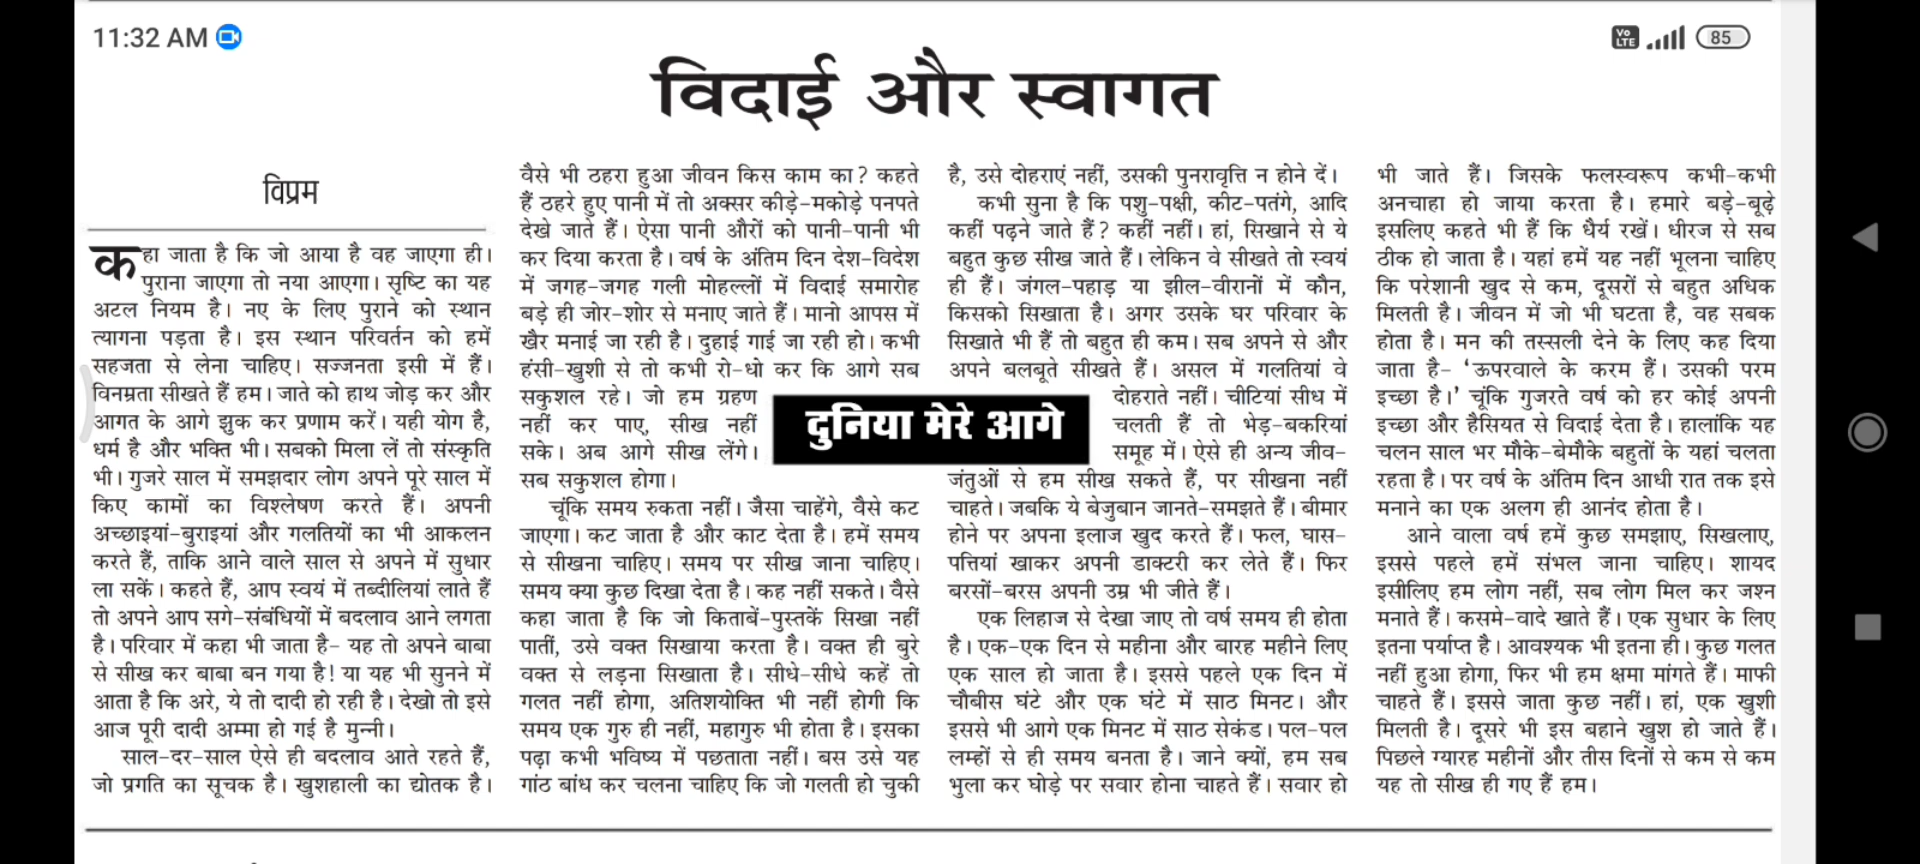 11:32 AM
Vo LTE
85
विदाई और स्वागत
विप्रम
कहा जाता है कि जो आया है वह जाएगा ही।
पुराना जाएगा तो नया आएगा। सृष्टि का यह
अटल नियम है। नए के लिए पुराने को स्थान
त्यागना पड़ता है। इस स्थान परिवर्तन को हमें
सहजता से लेना चाहिए। सज्जनता इसी में हैं।
विनम्रता सीखते हैं हम। जाते को हाथ जोड़ कर और
आगत के आगे झुक कर प्रणाम करें। यही योग है,
धर्म है और भक्ति भी। सबको मिला लें तो संस्कृति
भी। गुजरे साल में समझदार लोग अपने पूरे साल में
किए कामों का विश्लेषण करते हैं। अपनी
अच्छाइयां-बुराइयां और गलतियों का भी आकलन
करते हैं, ताकि आने वाले साल से अपने में सुधार
ला सकें। कहते हैं, आप स्वयं में तब्दीलियां लाते हैं
तो अपने आप सगे-संबंधियों में बदलाव आने लगता
है। परिवार में कहा भी जाता है- यह तो अपने बाबा
से सीख कर बाबा बन गया है! या यह भी सुनने में
आता है कि अरे, ये तो दादी हो रही है। देखो तो इसे
आज पूरी दादी अम्मा हो गई है मुन्नी।
साल-दर-साल ऐसे ही बदलाव आते रहते हैं,
जो प्रगति का सूचक है। खुशहाली का द्योतक है।
वैसे भी ठहरा हुआ जीवन किस काम का? कहते
हैं ठहरे हुए पानी में तो अक्सर कीड़े-मकोड़े पनपते
देखे जाते हैं। ऐसा पानी औरों को पानी-पानी भी
कर दिया करता है। वर्ष के अंतिम दिन देश-विदेश
में जगह-जगह गली मोहल्लों में विदाई समारोह
बड़े ही जोर-शोर से मनाए जाते हैं। मानो आपस में
खैर मनाई जा रही है। दुहाई गाई जा रही हो। कभी
हंसी-खुशी से तो कभी रो-धो कर कि आगे सब
सकुशल रहे। जो हम ग्रहण
नहीं कर पाए, सीख नहीं
सके। अब आगे सीख लेंगे।
सब सकुशल होगा।
चूंकि समय रुकता नहीं। जैसा चाहेंगे, वैसे कट
जाएगा। कट जाता है और काट देता है। हमें समय
से सीखना चाहिए। समय पर सीख जाना चाहिए।
समय क्या कुछ दिखा देता है। कह नहीं सकते। वैसे
कहा जाता है कि जो किताबें-पुस्तकें सिखा नहीं
पातीं, उसे वक्त सिखाया करता है। वक्त ही बुरे
वक्त से लड़ना सिखाता है। सीधे-सीधे कहें तो
गलत नहीं होगा, अतिशयोक्ति भी नहीं होगी कि
समय एक गुरु ही नहीं, महागुरु भी होता है। इसका
पढ़ा कभी भविष्य में पछताता नहीं। बस उसे यह
गांठ बांध कर चलना चाहिए कि जो गलती हो चुकी
दुनिया मेरे आगे
है, उसे दोहराएं नहीं, उसकी पुनरावृत्ति न होने दें।
कभी सुना है कि पशु-पक्षी, कीट-पतंगे, आदि
कहीं पढ़ने जाते हैं? कहीं नहीं। हां, सिखाने से ये
बहुत कुछ सीख जाते हैं। लेकिन वे सीखते तो स्वयं
ही हैं। जंगल-पहाड़ या झील-वीरानों में कौन,
किसको सिखाता है। अगर उसके घर परिवार के
सिखाते भी हैं तो बहुत ही कम। सब अपने से और
अपने बलबूते सीखते हैं। असल में गलतियां वे
दोहराते नहीं। चीटियां सीध में
चलती हैं तो भेड़-बकरियां
समूह में। ऐसे ही अन्य जीव-
जंतुओं से हम सीख सकते हैं, पर सीखना नहीं
चाहते। जबकि ये बेजुबान जानते-समझते हैं। बीमार
होने पर अपना इलाज खुद करते हैं। फल, घास-
पत्तियां खाकर अपनी डाक्टरी कर लेते हैं। फिर
बरसों-बरस अपनी उम्र भी जीते हैं।
एक लिहाज से देखा जाए तो वर्ष समय ही होता
है। एक-एक दिन से महीना और बारह महीने लिए
एक साल हो जाता है। इससे पहले एक दिन में
चौबीस घंटे और एक घंटे में साठ मिनट। और
इससे भी आगे एक मिनट में साठ सेकंड। पल-पल
लम्हों से ही समय बनता है। जाने क्यों, हम सब
भुला कर घोड़े पर सवार होना चाहते हैं। सवार हो
भी जाते हैं। जिसके फलस्वरूप कभी-कभी
अनचाहा हो जाया करता है। हमारे बड़े-बूढ़े
इसलिए कहते भी हैं कि धैर्य रखें। धीरज से सब
ठीक हो जाता है। यहां हमें यह नहीं भूलना चाहिए
कि परेशानी खुद से कम, दूसरों से बहुत अधिक
मिलती है। जीवन में जो भी घटता है, वह सबक
होता है। मन की तस्सली देने के लिए कह दिया
जाता है- ‘ऊपरवाले के करम हैं। उसकी परम
इच्छा है।’ चूंकि गुजरते वर्ष को हर कोई अपनी
इच्छा और हैसियत से विदाई देता है। हालांकि यह
चलन साल भर मौके-बेमौके बहुतों के यहां चलता
रहता है। पर वर्ष के अंतिम दिन आधी रात तक इसे
मनाने का एक अलग ही आनंद होता है।
आने वाला वर्ष हमें कुछ समझाए, सिखलाए,
इससे पहले हमें संभल जाना चाहिए। शायद
इसीलिए हम लोग नहीं, सब लोग मिल कर जश्न
मनाते हैं। कसमे-वादे खाते हैं। एक सुधार के लिए
इतना पर्याप्त है। आवश्यक भी इतना ही। कुछ गलत
नहीं हुआ होगा, फिर भी हम क्षमा मांगते हैं। माफी
चाहते हैं। इससे जाता कुछ नहीं। हां, एक खुशी
मिलती है। दूसरे भी इस बहाने खुश हो जाते हैं।
पिछले ग्यारह महीनों और तीस दिनों से कम से कम
यह तो सीख ही गए हैं हम।